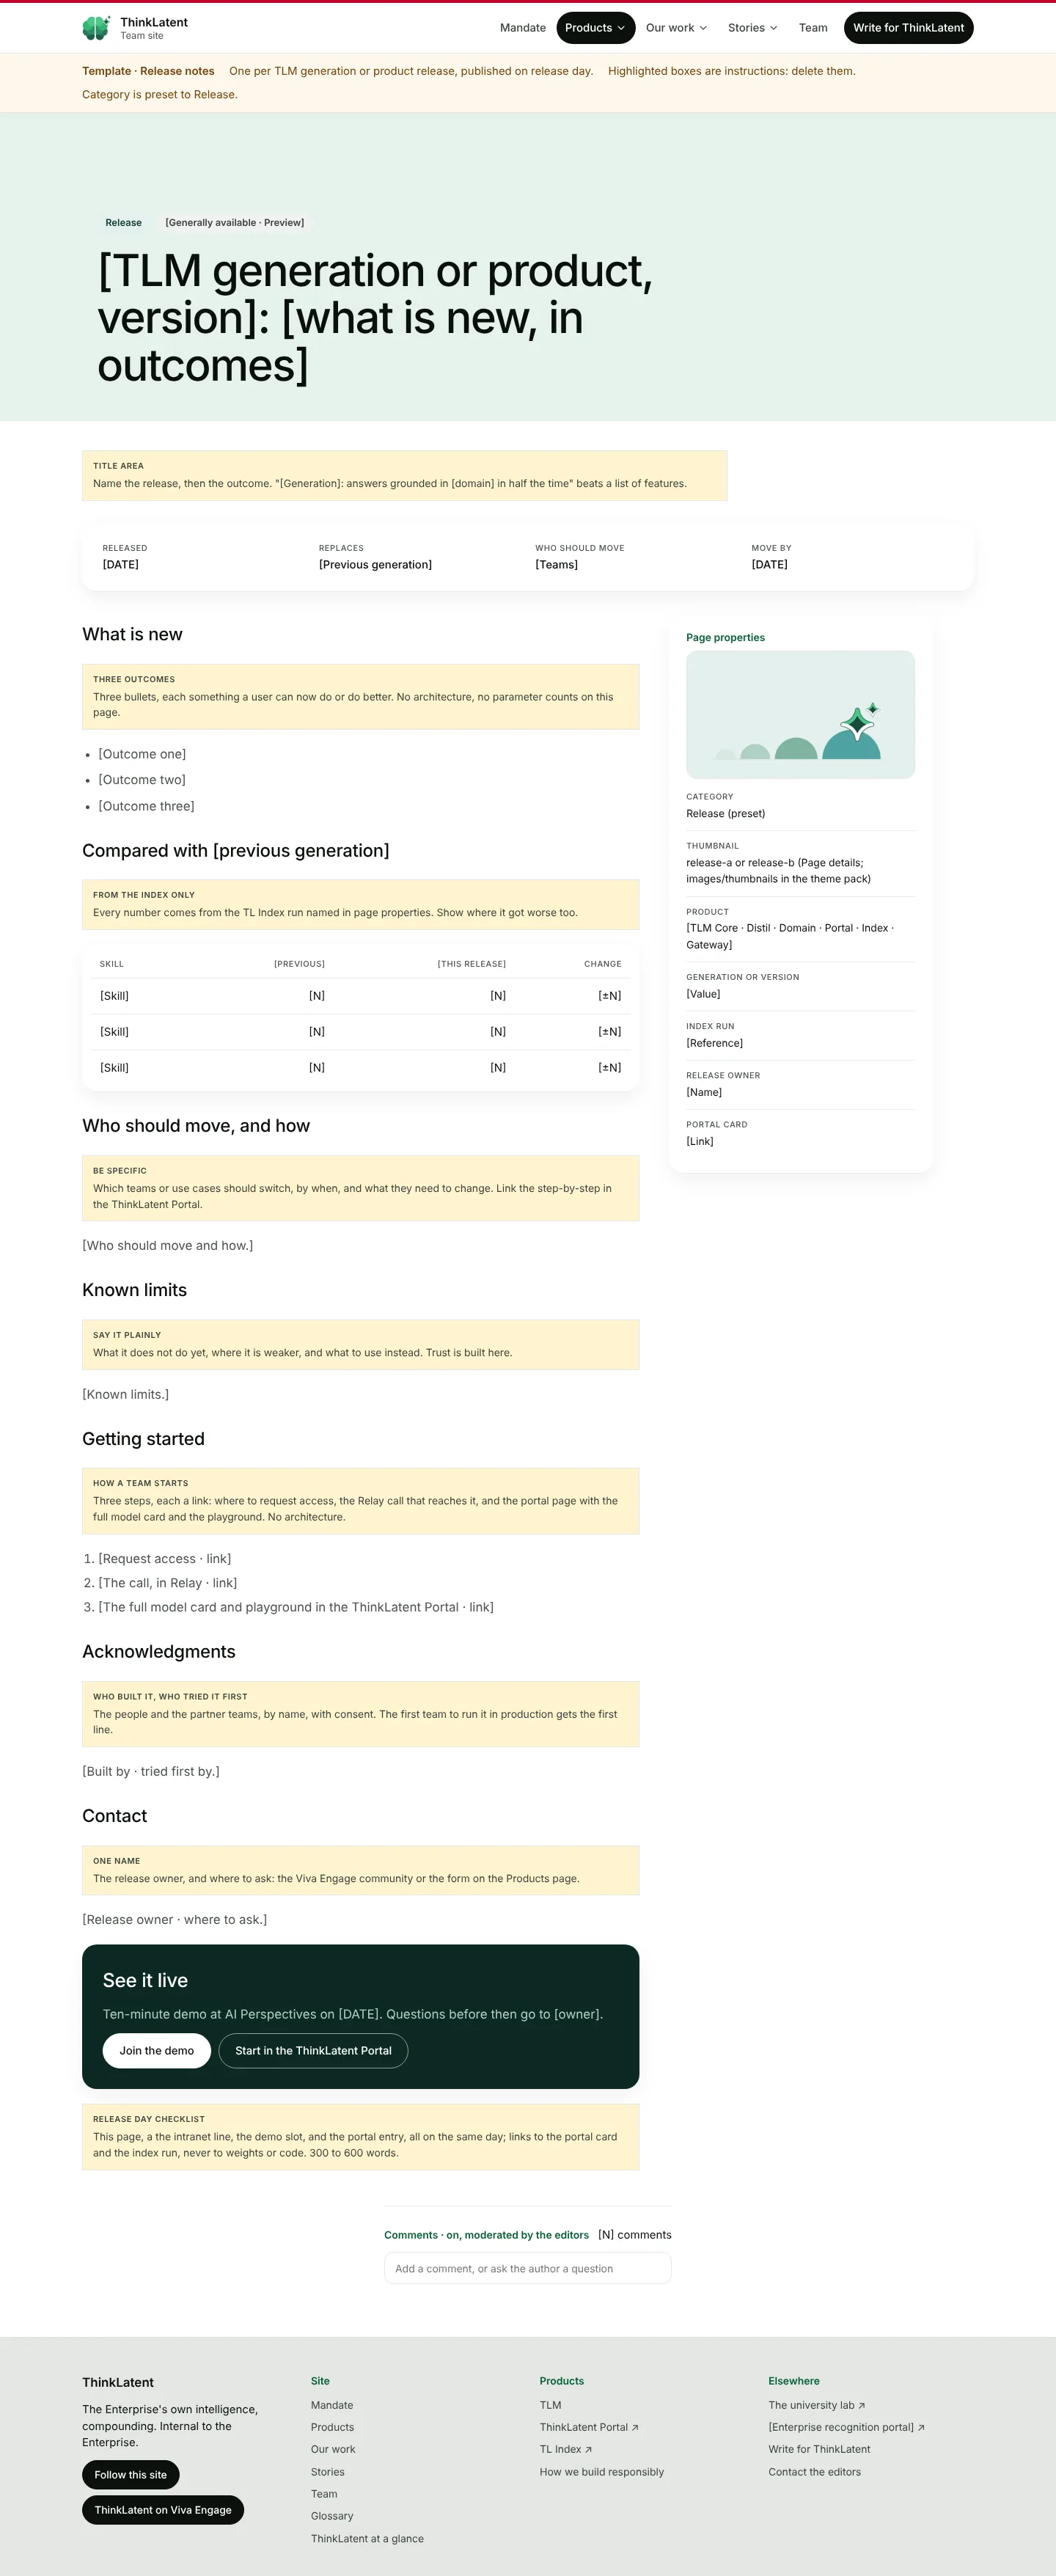 ThinkLatent
Team site
Mandate
Products
Our work
Stories
Team
Write for ThinkLatent
Template · Release notes One per TLM generation or product release, published on release day. Highlighted boxes are instructions: delete them.
Category is preset to Release.
Release [Generally available · Preview]
[TLM generation or product,
version]: [what is new, in
outcomes]
TITLE AREA
Name the release, then the outcome. "[Generation]: answers grounded in [domain] in half the time" beats a list of features.
RELEASED
[DATE]
REPLACES
[Previous generation]
WHO SHOULD MOVE
[Teams]
MOVE BY
[DATE]
What is new
THREE OUTCOMES
Three bullets, each something a user can now do or do better. No architecture, no parameter counts on this
page.
• [Outcome one]
• [Outcome two]
• [Outcome three]
Compared with [previous generation]
FROM THE INDEX ONLY
Every number comes from the TL Index run named in page properties. Show where it got worse too.
SKILL [PREVIOUS] [THIS RELEASE] CHANGE
[Skill] [N] [N] [±N]
[Skill] [N] [N] [±N]
[Skill] [N] [N] [±N]
Who should move, and how
BE SPECIFIC
Which teams or use cases should switch, by when, and what they need to change. Link the step-by-step in
the ThinkLatent Portal.
[Who should move and how.]
Known limits
SAY IT PLAINLY
What it does not do yet, where it is weaker, and what to use instead. Trust is built here.
[Known limits.]
Getting started
HOW A TEAM STARTS
Three steps, each a link: where to request access, the Relay call that reaches it, and the portal page with the
full model card and the playground. No architecture.
1. [Request access · link]
2. [The call, in Relay · link]
3. [The full model card and playground in the ThinkLatent Portal · link]
Acknowledgments
WHO BUILT IT, WHO TRIED IT FIRST
The people and the partner teams, by name, with consent. The first team to run it in production gets the first
line.
[Built by · tried first by.]
Contact
ONE NAME
The release owner, and where to ask: the Viva Engage community or the form on the Products page.
[Release owner · where to ask.]
See it live
Ten-minute demo at AI Perspectives on [DATE]. Questions before then go to [owner].
Join the demo
Start in the ThinkLatent Portal
RELEASE DAY CHECKLIST
This page, a the intranet line, the demo slot, and the portal entry, all on the same day; links to the portal card
and the index run, never to weights or code. 300 to 600 words.
Page properties
CATEGORY
Release (preset)
THUMBNAIL
release-a or release-b (Page details;
images/thumbnails in the theme pack)
PRODUCT
[TLM Core · Distil · Domain · Portal · Index ·
Gateway]
GENERATION OR VERSION
[Value]
INDEX RUN
[Reference]
RELEASE OWNER
[Name]
PORTAL CARD
[Link]
Comments · on, moderated by the editors [N] comments
Add a comment, or ask the author a question
ThinkLatent
The Enterprise's own intelligence,
compounding. Internal to the
Enterprise.
Follow this site
ThinkLatent on Viva Engage
Site
Mandate
Products
Our work
Stories
Team
Glossary
ThinkLatent at a glance
Products
TLM
ThinkLatent Portal ↗
TL Index ↗
How we build responsibly
Elsewhere
The university lab ↗
[Enterprise recognition portal] ↗
Write for ThinkLatent
Contact the editors